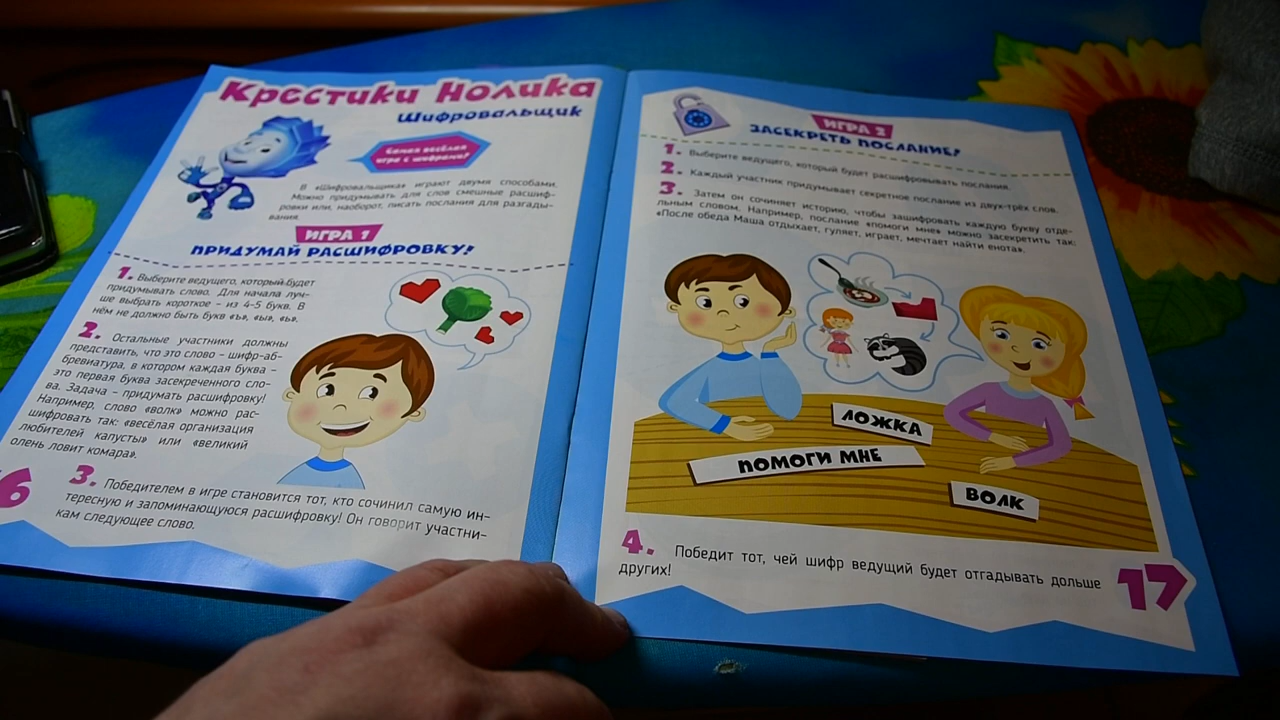 Крестики Нолика
Шифровальщик
Самая весёлая
игра с шифрами!
В «Шифровальщика» играют двумя способами.
Можно придумывать для слов смешные расшиф-
ровки или, наоборот, писать послания для разгады-
вания.
ИГРА 1
ПРИДУМАЙ РАСШИФРОВКУ!
1. Выберите ведущего, который будет
придумывать слово. Для начала луч-
ше выбрать короткое – из 4-5 букв. В
нём не должно быть букв «ъ», «ы», «ь».
2. Остальные участники должны
представить, что это слово – шифр-аб-
бревиатура, в котором каждая буква –
это первая буква засекреченного сло-
ва. Задача – придумать расшифровку!
Например, слово «волк» можно рас-
шифровать так: «весёлая организация
любителей капусты» или «великий
олень ловит комара».
3. Победителем в игре становится тот, кто сочинил самую ин-
тересную и запоминающуюся расшифровку! Он говорит участни-
кам следующее слово.
6
ИГРА 2
ЗАСЕКРЕТЬ ПОСЛАНИЕ!
1. Выберите ведущего, который будет расшифровывать послания.
2. Каждый участник придумывает секретное послание из двух-трёх слов.
3. Затем он сочиняет историю, чтобы зашифровать каждую букву отде-
льным словом. Например, послание «помоги мне» можно засекретить так:
«После обеда Маша отдыхает, гуляет, играет, мечтает найти енота».
ЛОЖКА
ПОМОГИ МНЕ
ВОЛК
4. Победит тот, чей шифр ведущий будет отгадывать дольше
других!
17